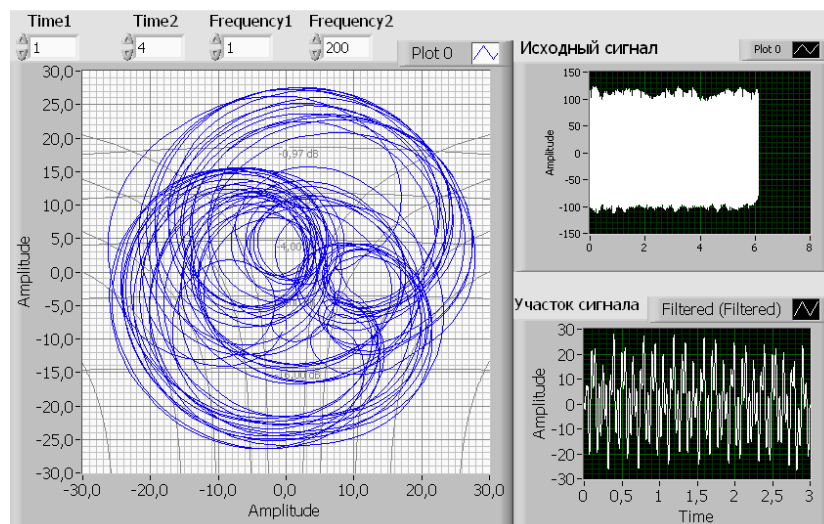 Time1 Time2 Frequency1 Frequency2
1 4 1 200
Plot 0
30,0
25,0
20,0
15,0
10,0
5,0
0,0
-5,0
-10,0
-15,0
-20,0
-25,0
-30,0
Amplitude
-0,97 dB
-30,0 -20,0 -10,0 0,0 10,0 20,0 30,0
Amplitude
Исходный сигнал
Plot 0
150
100
50
0
-50
-100
-150
Amplitude
0 2 4 6 8
Участок сигнала
Filtered (Filtered)
30
20
10
0
-10
-20
-30
Amplitude
0 0,5 1 1,5 2 2,5 3
Time